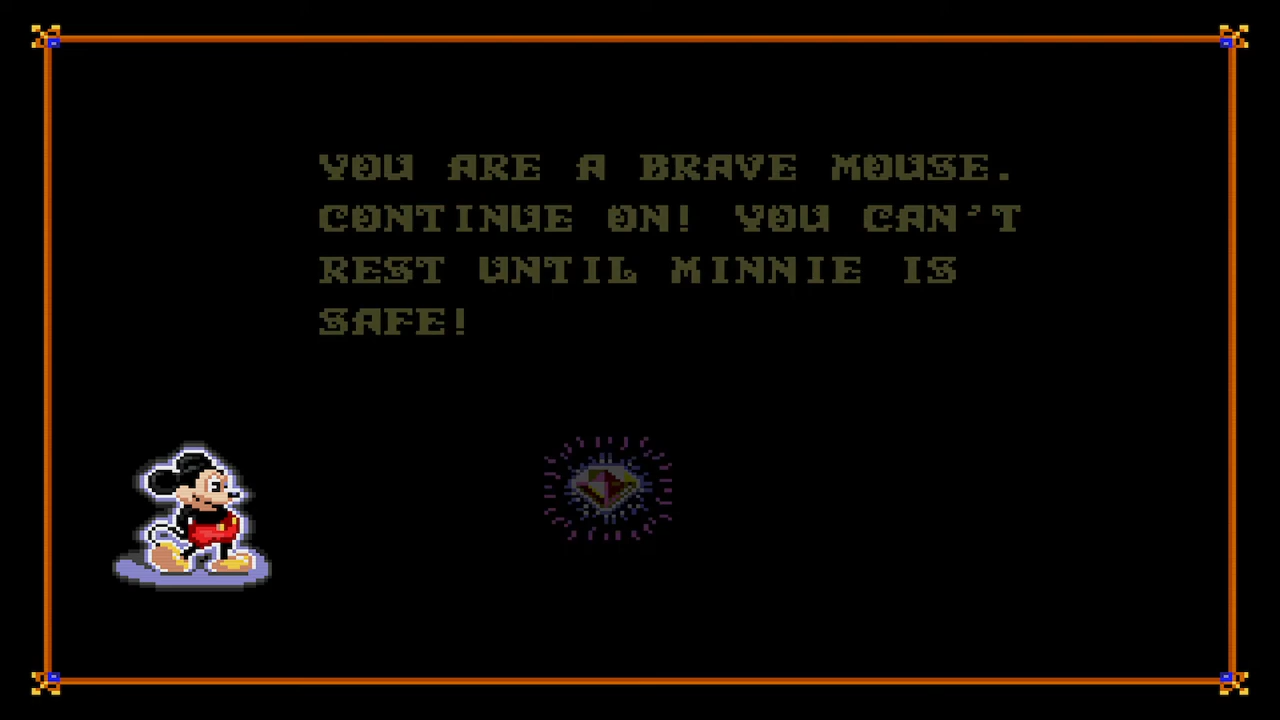 YOU ARE A BRAVE MOUSE.
CONTINUE ON! YOU CAN'T
REST UNTIL MINNIE IS
SAFE!